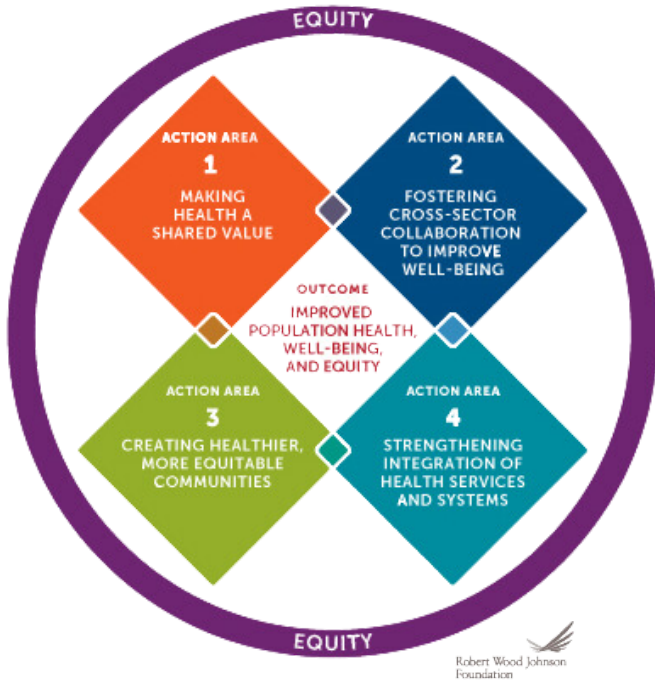 EQUITY
ACTION AREA
1
MAKING
HEALTH A
SHARED VALUE
ACTION AREA
2
FOSTERING
CROSS-SECTOR
COLLABORATION
TO IMPROVE
WELL-BEING
OUTCOME
IMPROVED
POPULATION HEALTH,
WELL-BEING,
AND EQUITY
ACTION AREA
3
CREATING HEALTHIER,
MORE EQUITABLE
COMMUNITIES
ACTION AREA
4
STRENGTHENING
INTEGRATION OF
HEALTH SERVICES
AND SYSTEMS
EQUITY
Robert Wood Johnson
Foundation